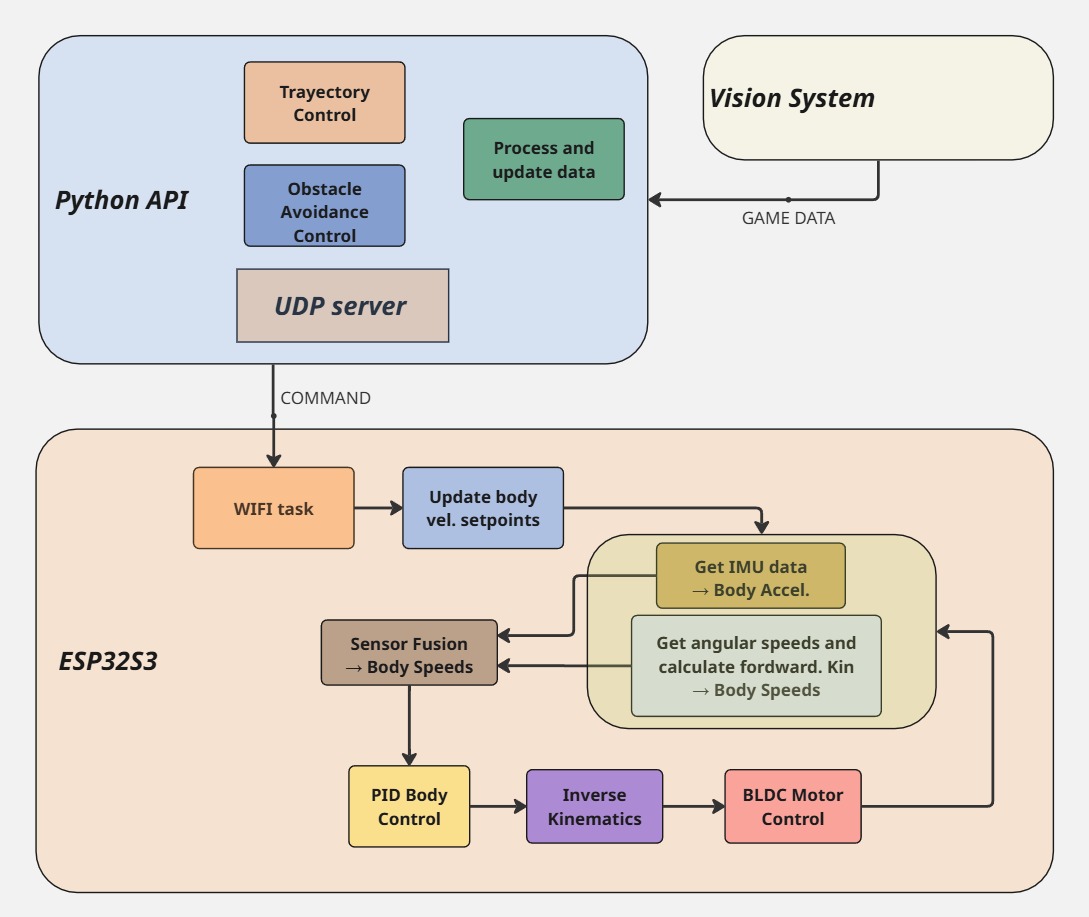 Trayectory
Control
Process and
update data
Obstacle
Avoidance
Control
Python API
UDP server
Vision System
GAME DATA
COMMAND
WIFI task
Update body
vel. setpoints
Get IMU data
→ Body Accel.
Get angular speeds and
calculate fordward. Kin
→ Body Speeds
Sensor Fusion
→ Body Speeds
ESP32S3
PID Body
Control
Inverse
Kinematics
BLDC Motor
Control